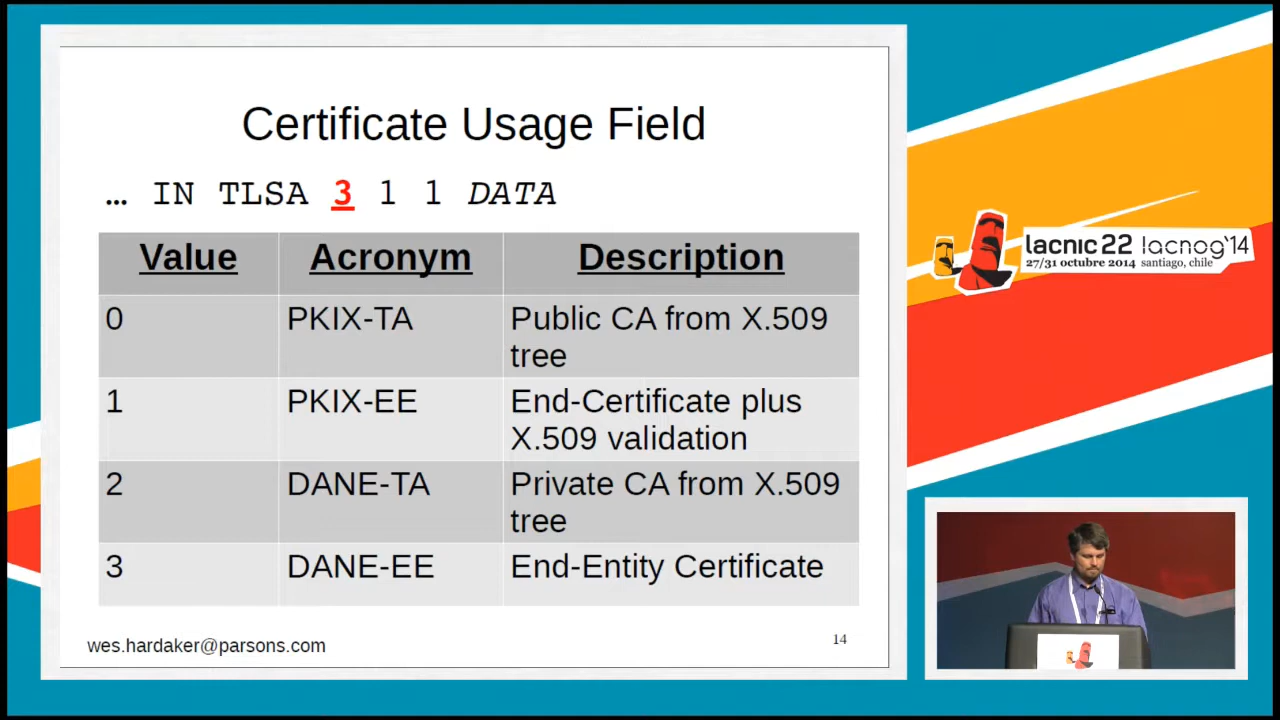 Certificate Usage Field
… IN TLSA 3 1 1 DATA
Value Acronym Description
0 PKIX-TA Public CA from X.509
tree
1 PKIX-EE End-Certificate plus
X.509 validation
2 DANE-TA Private CA from X.509
tree
3 DANE-EE End-Entity Certificate
wes.hardaker@parsons.com
14
lacnic 22 lacnog'14
27/31 octubre 2014 santiago, chile